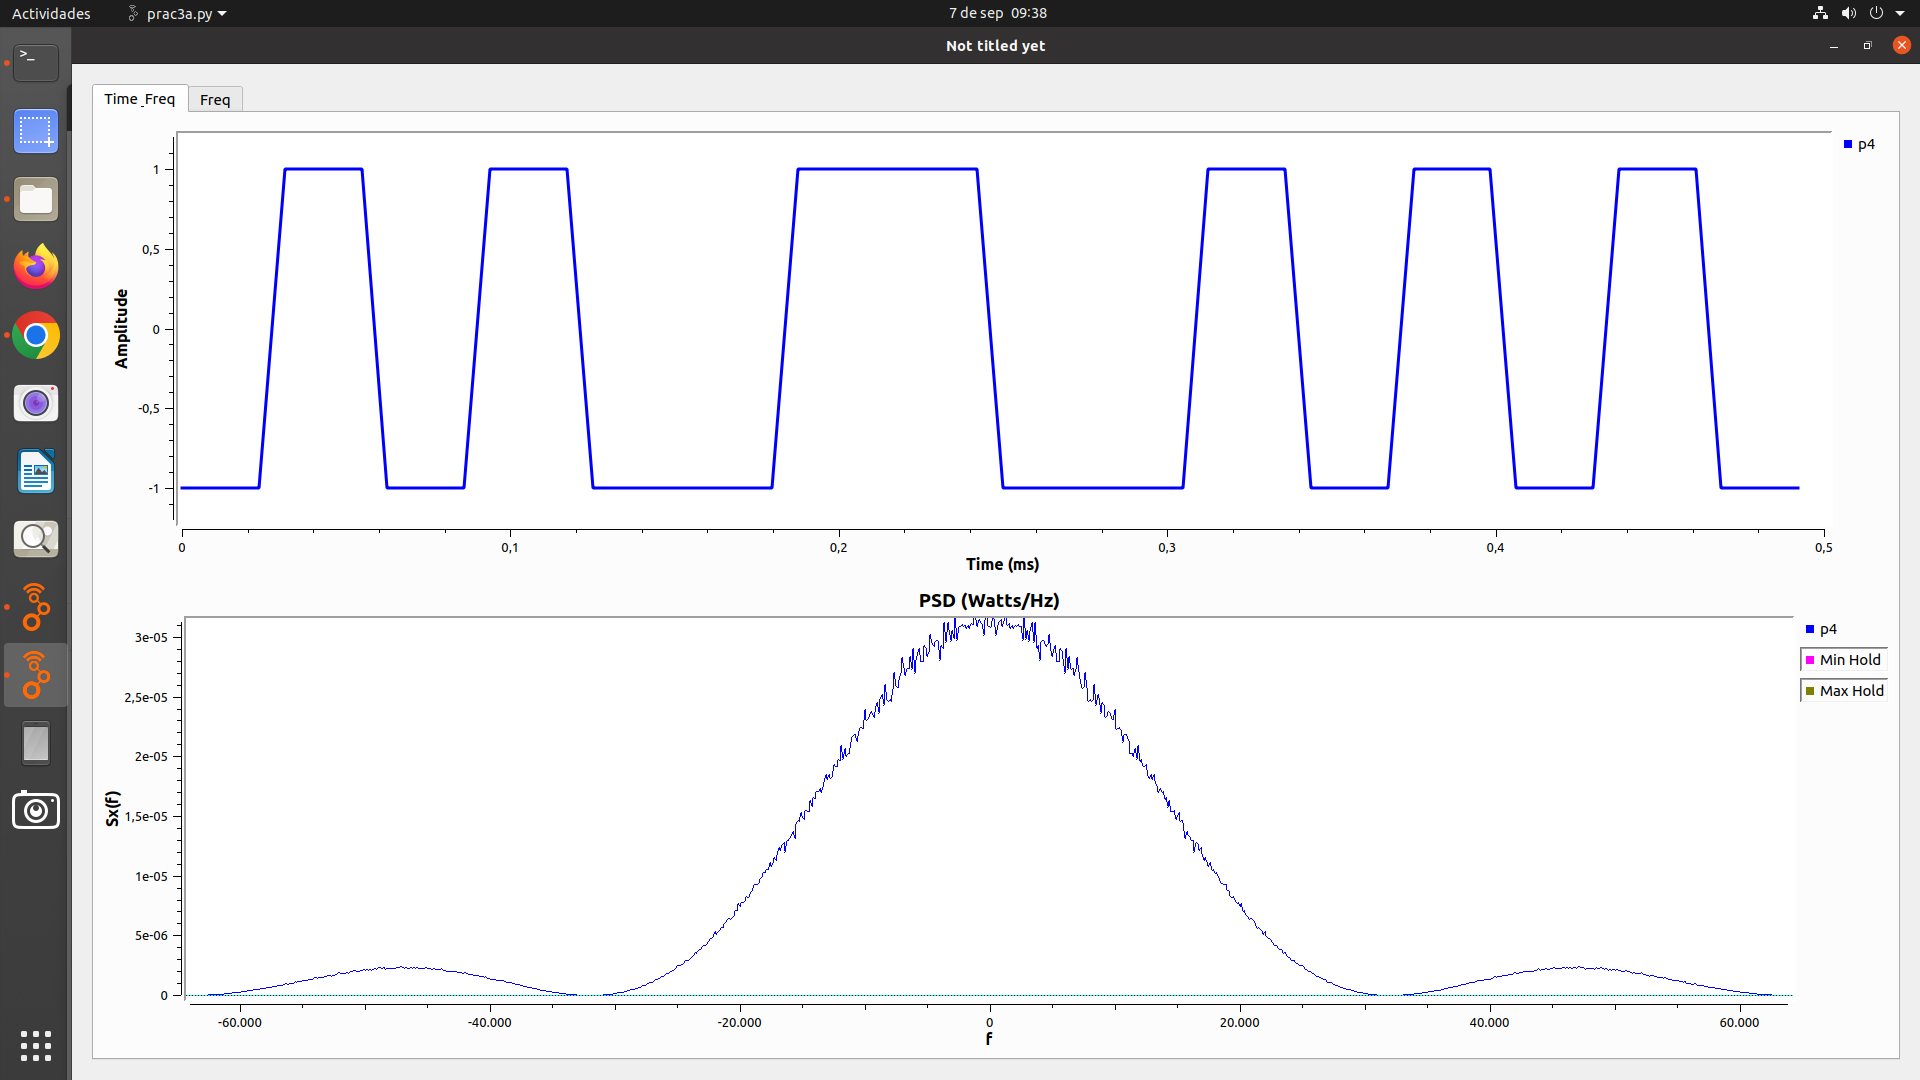 Actividades prac3a.py 7 de sep 09:38
Not titled yet
Time_Freq Freq
p4
1
0,5
0
-0,5
-1
Amplitude
0 0,1 0,2 0,3 0,4 0,5
Time (ms)
PSD (Watts/Hz)
p4
Min Hold
Max Hold
3e-05
2,5e-05
2e-05
1,5e-05
1e-05
5e-06
0
Sx(f)
-60.000 -40.000 -20.000 0 20.000 40.000 60.000
f